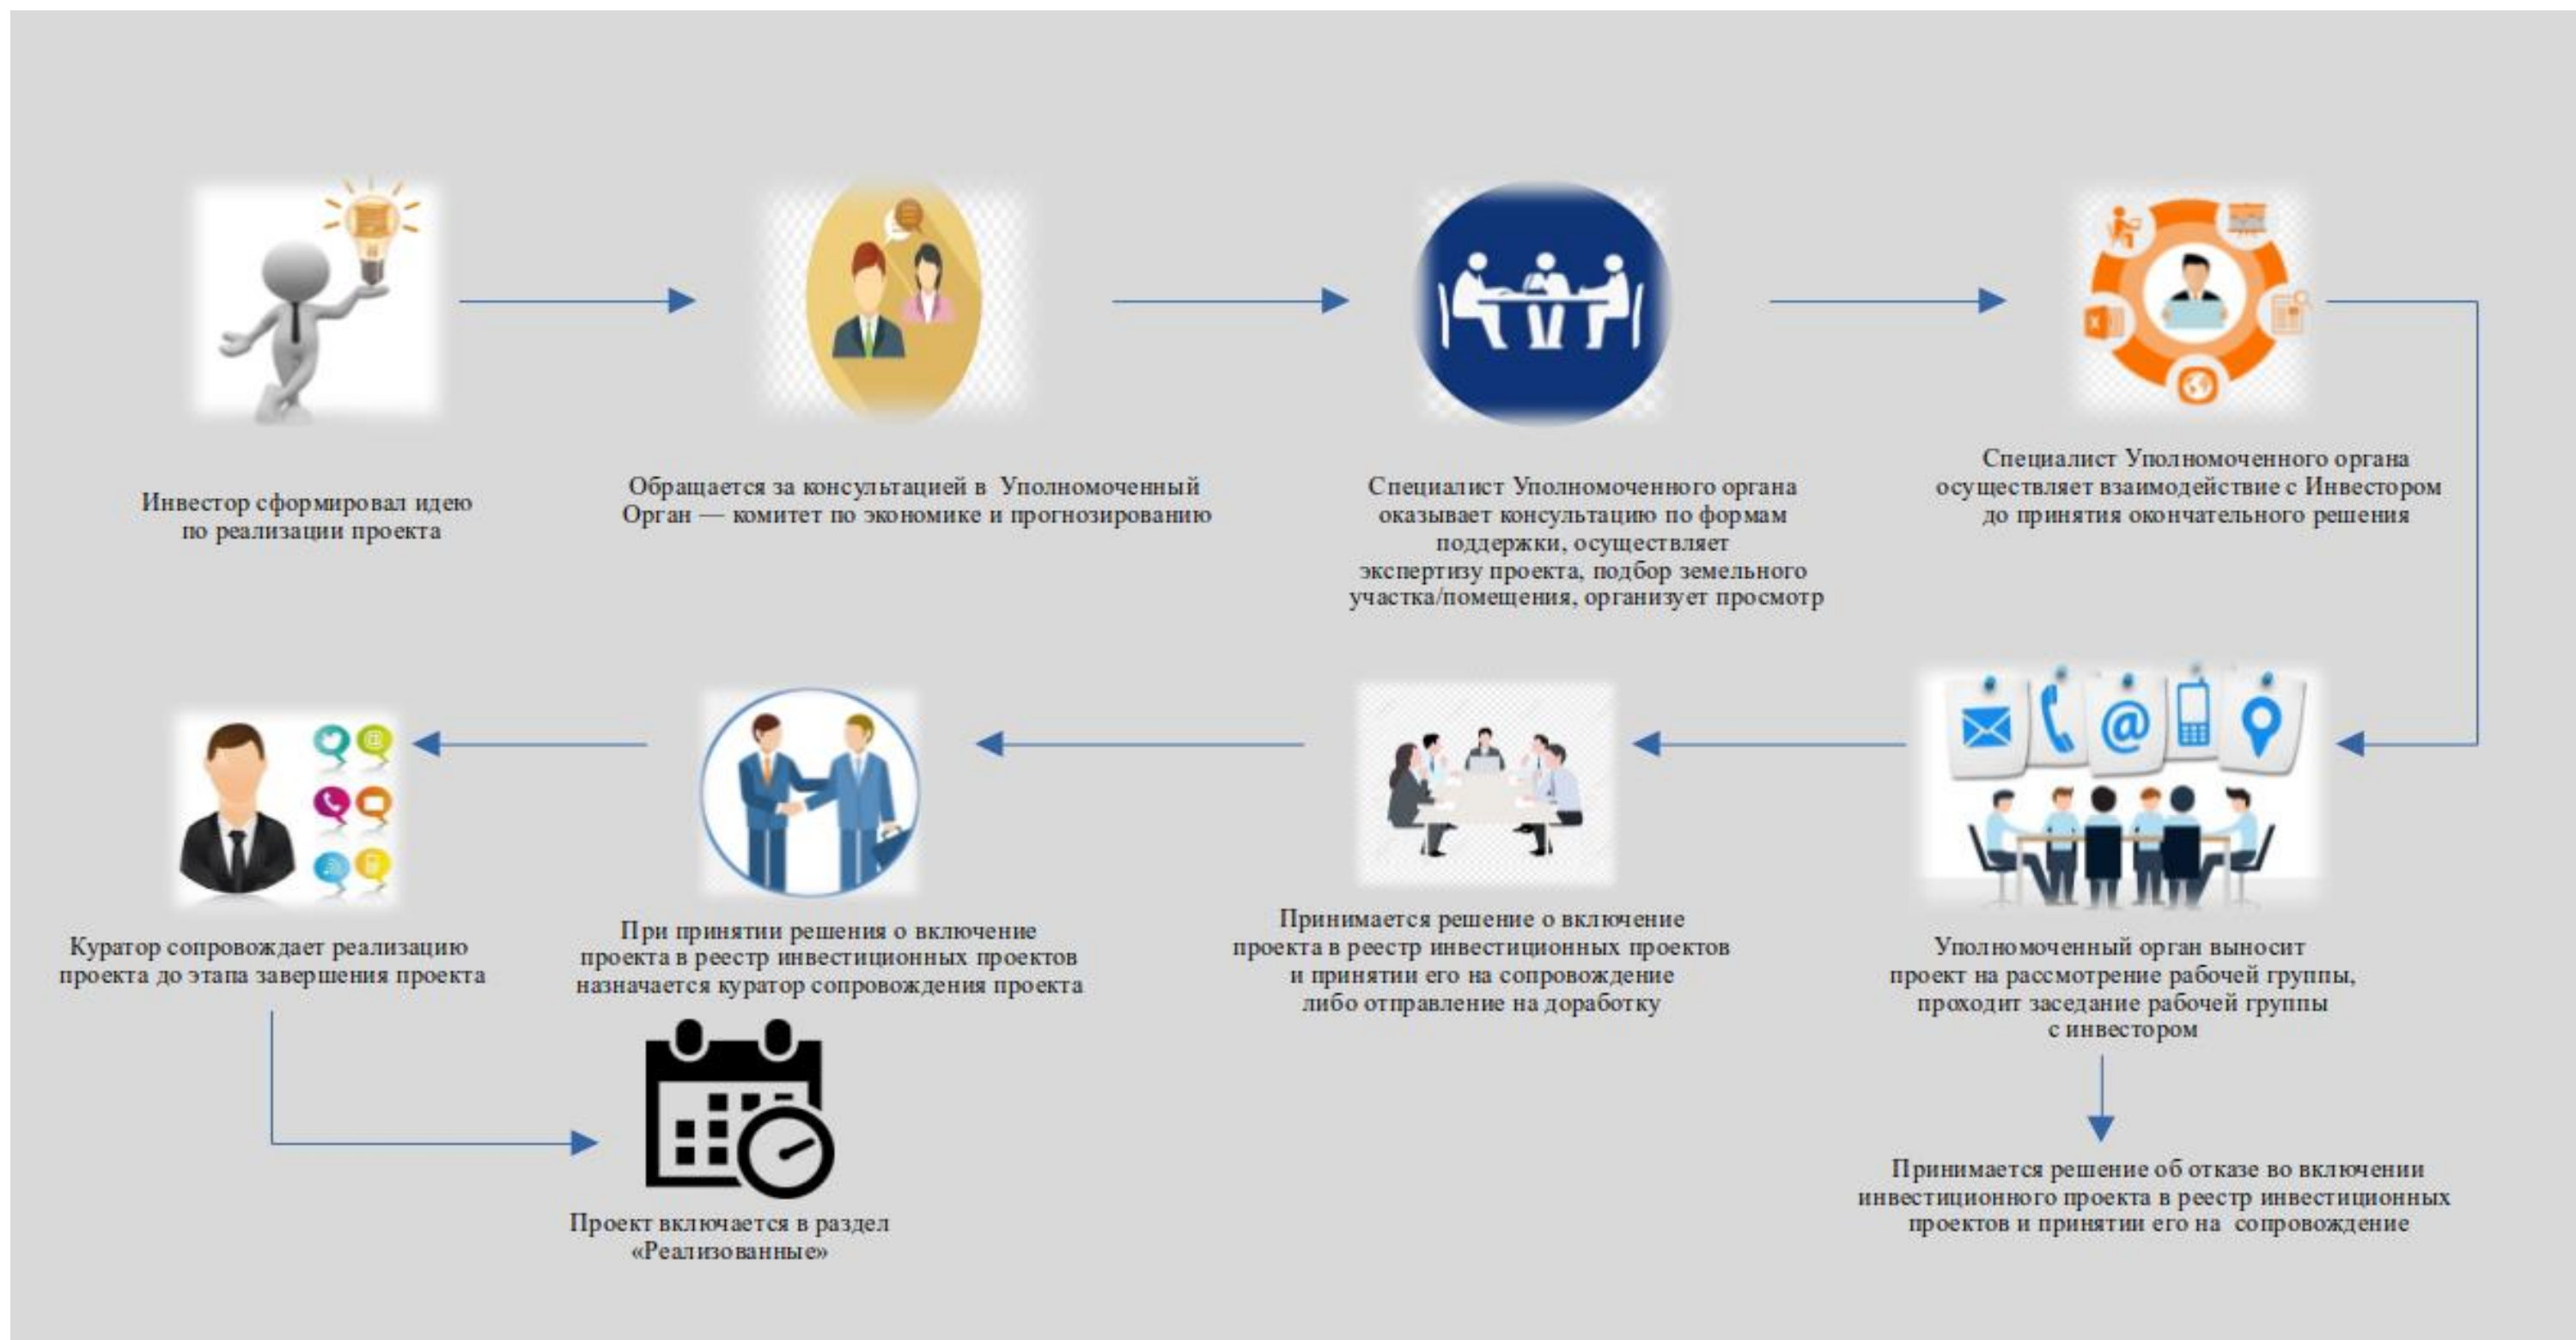 Инвестор сформировал идею
по реализации проекта
Обращается за консультацией в Уполномоченный
Орган — комитет по экономике и прогнозированию
Специалист Уполномоченного органа
оказывает консультацию по формам
поддержки, осуществляет
экспертизу проекта, подбор земельного
участка/помещения, организует просмотр
Специалист Уполномоченного органа
осуществляет взаимодействие с Инвестором
до принятия окончательного решения
Уполномоченный орган выносит
проект на рассмотрение рабочей группы,
проходит заседание рабочей группы
с инвестором
Принимается решение о включение
проекта в реестр инвестиционных проектов
и принятии его на сопровождение
либо отправление на доработку
При принятии решения о включение
проекта в реестр инвестиционных проектов
назначается куратор сопровождения проекта
Куратор сопровождает реализацию
проекта до этапа завершения проекта
Проект включается в раздел
«Реализованные»
Принимается решение об отказе во включении
инвестиционного проекта в реестр инвестиционных
проектов и принятии его на сопровождение